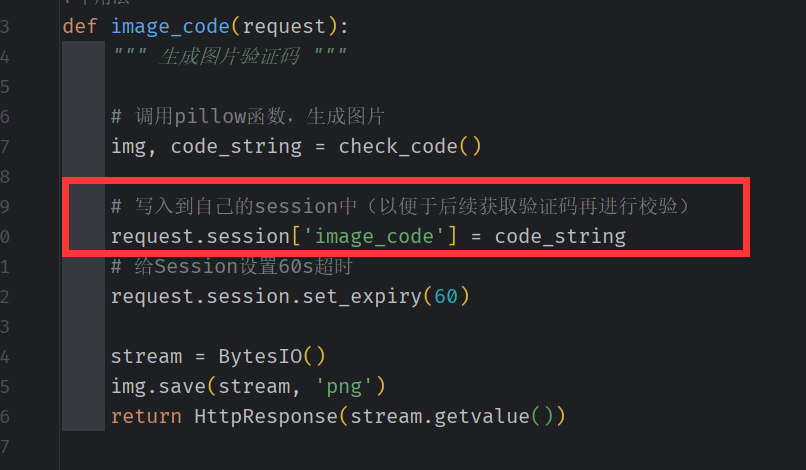 3 def image_code(request):
4 """ 生成图片验证码 """
5
6 # 调用pillow函数，生成图片
7 img, code_string = check_code()
8
9 # 写入到自己的session中（以便于后续获取验证码再进行校验）
0 request.session['image_code'] = code_string
1 # 给Session设置60s超时
2 request.session.set_expiry(60)
3
4 stream = BytesIO()
5 img.save(stream, 'png')
6 return HttpResponse(stream.getvalue())
7